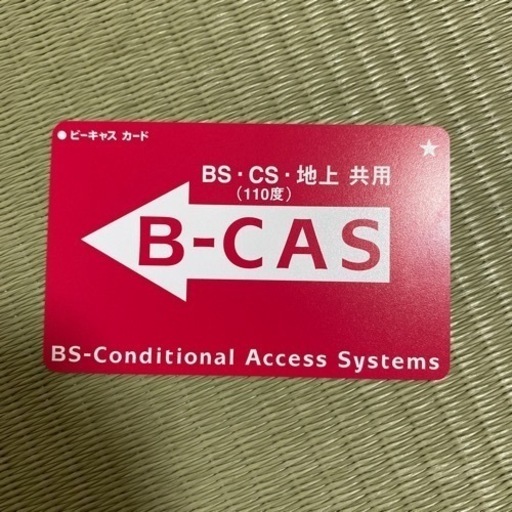 ビーキャス カード
BS・CS・地上 共用
(110度)
B-CAS
BS-Conditional Access Systems